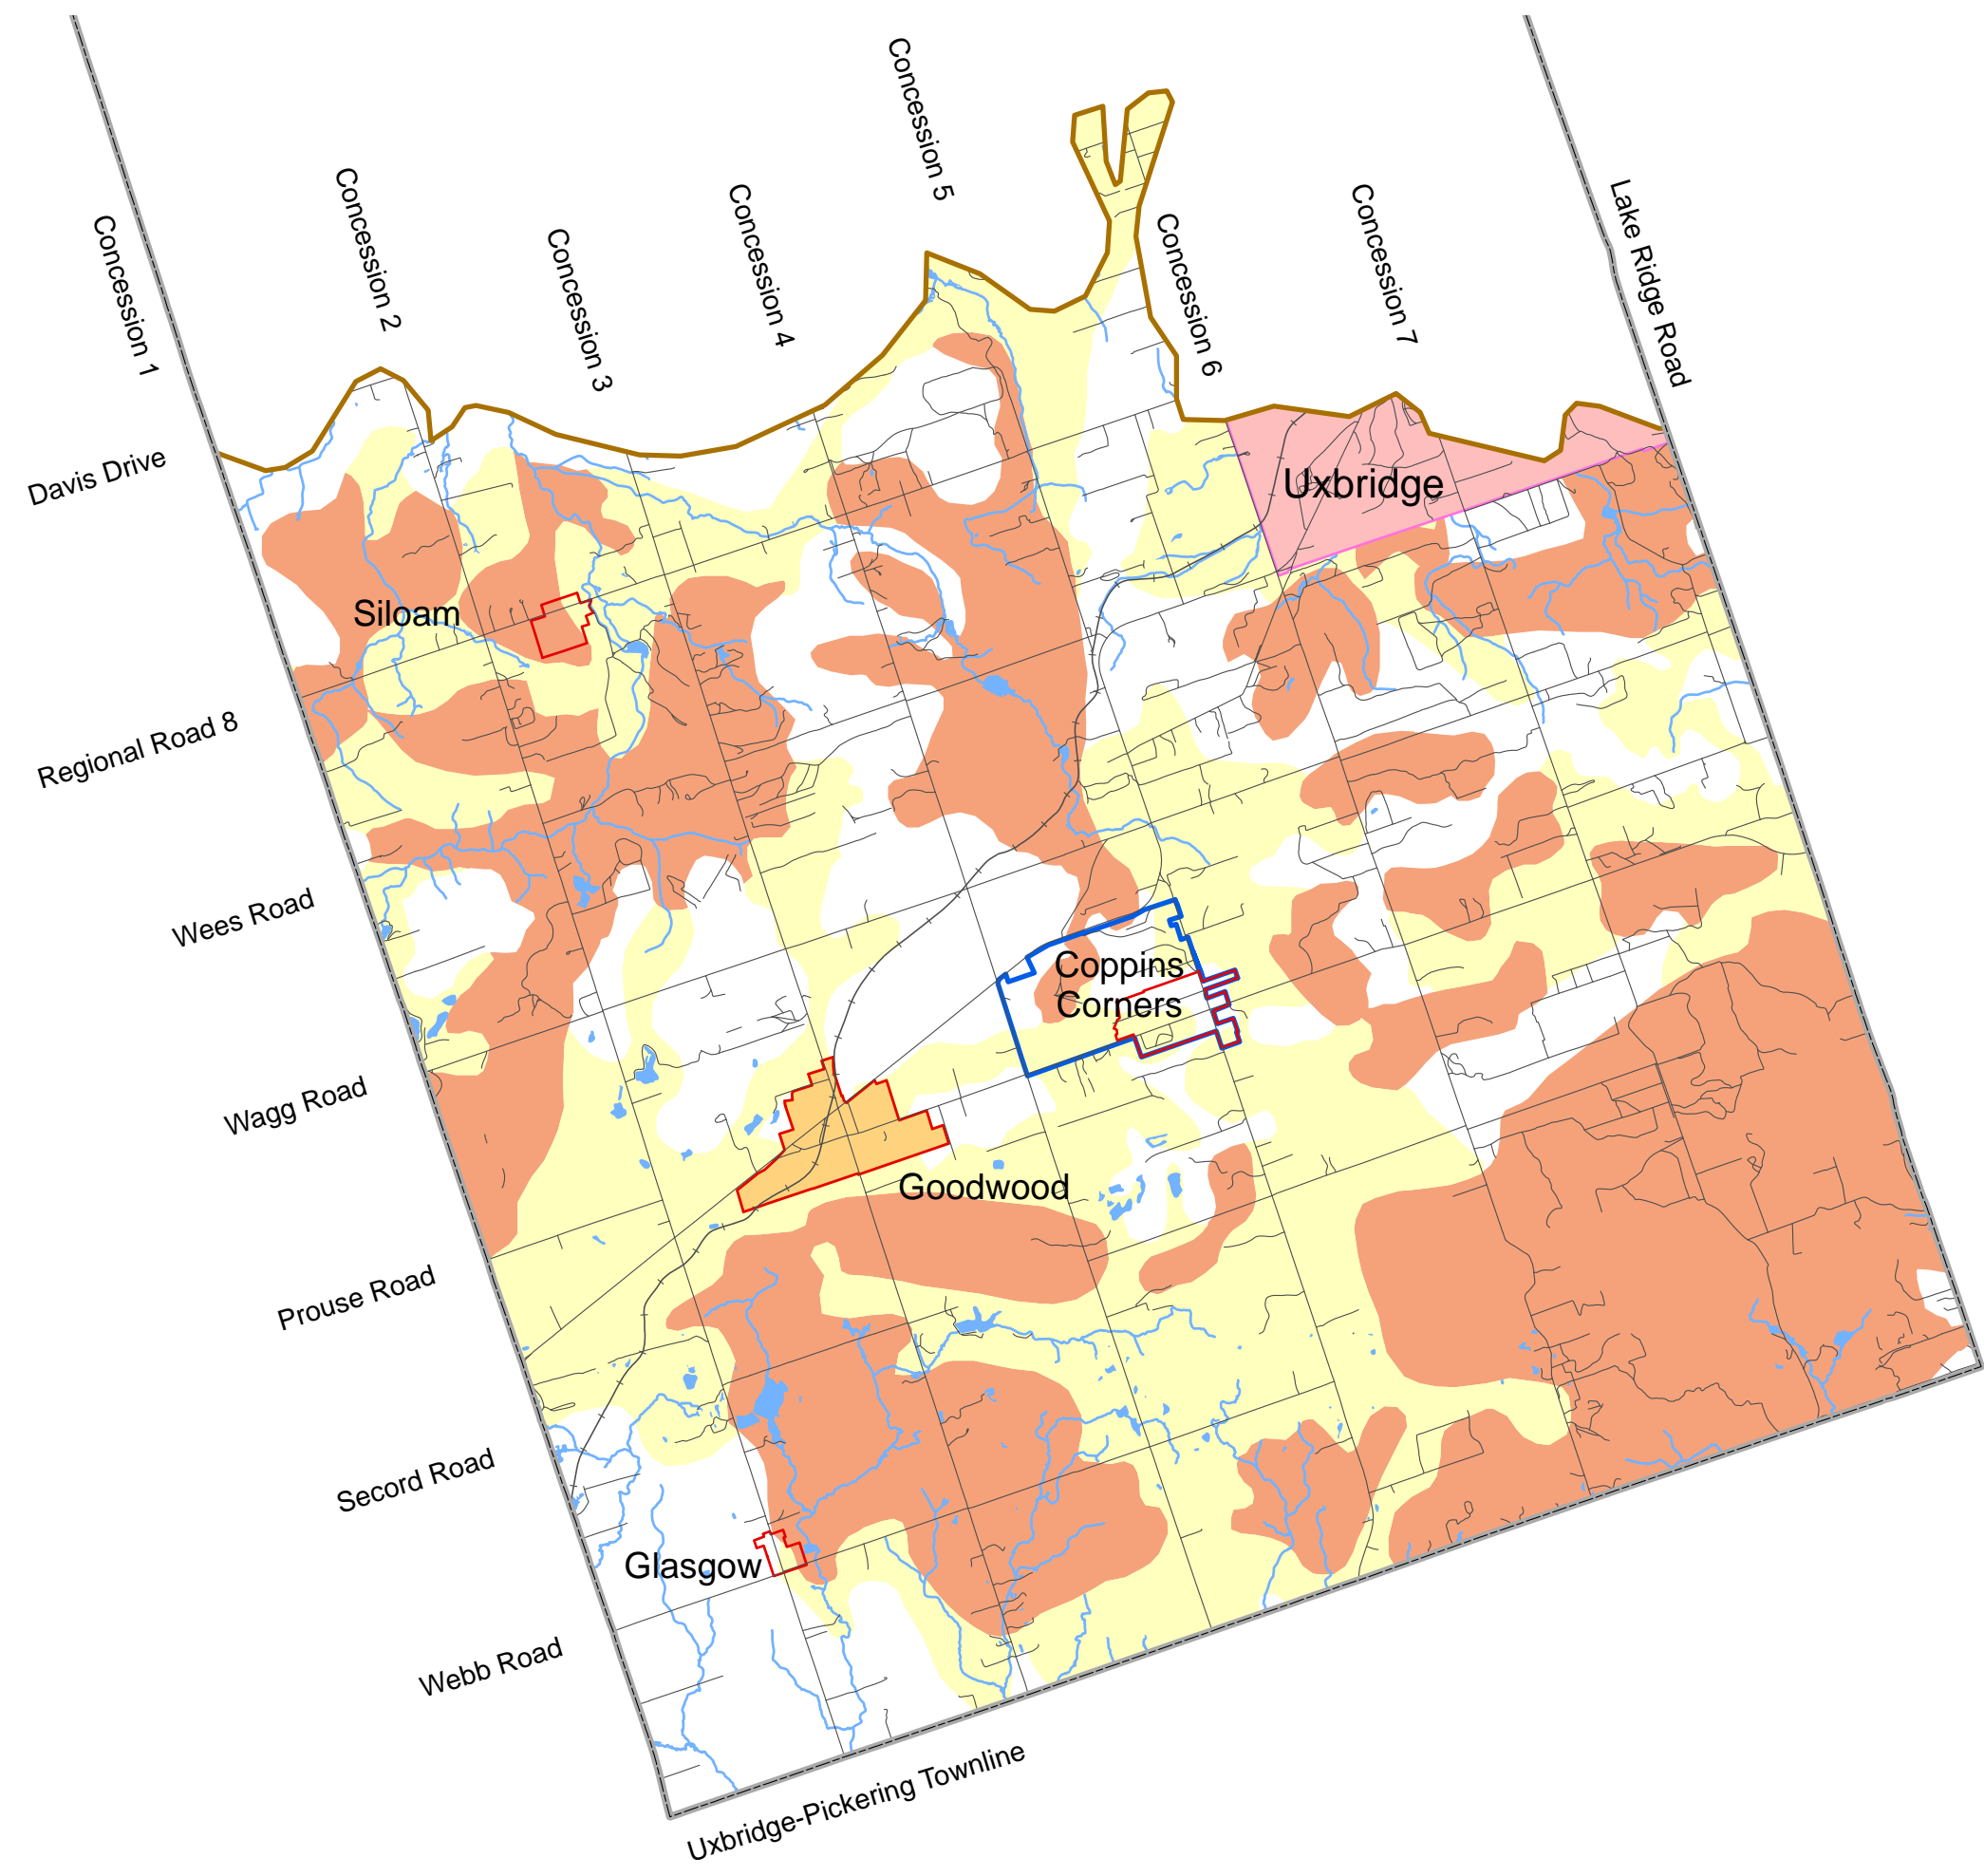 Concession 1
Concession 2
Concession 3
Concession 4
Concession 5
Concession 6
Concession 7
Lake Ridge Road
Davis Drive
Uxbridge
Siloam
Regional Road 8
Wees Road
Coppins
Corners
Wagg Road
Goodwood
Prouse Road
Secord Road
Glasgow
Webb Road
Uxbridge-Pickering Townline